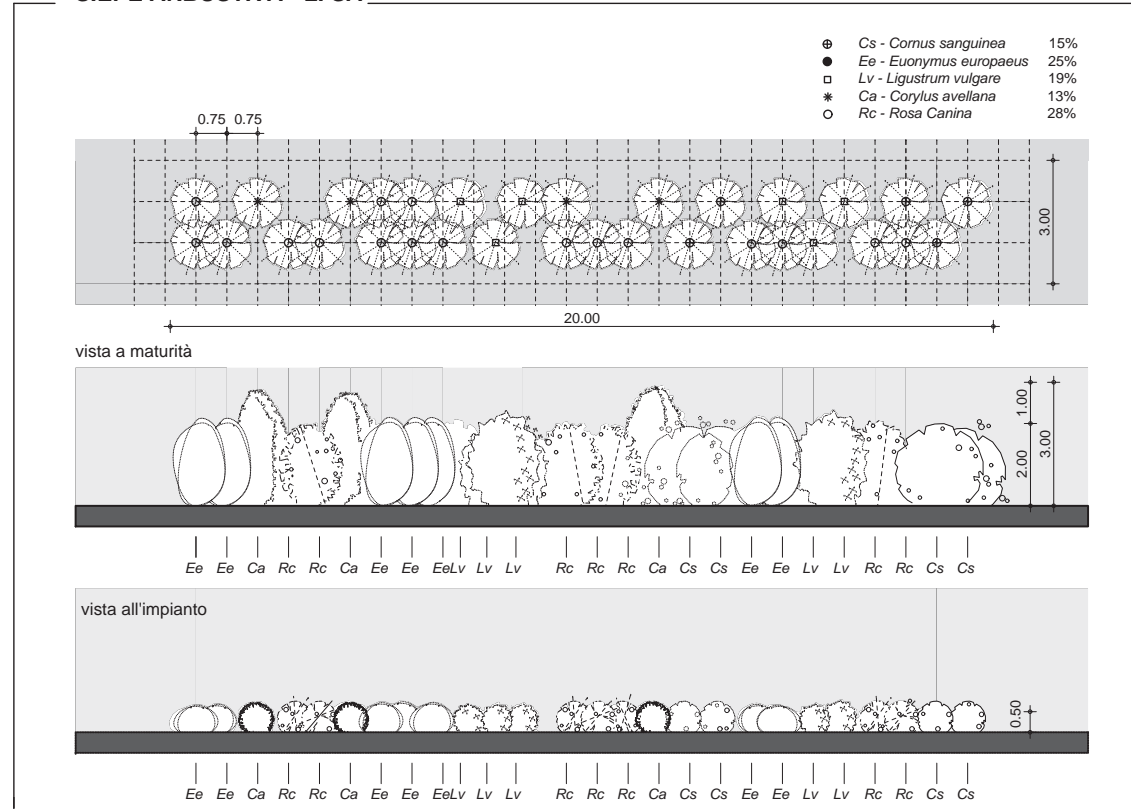 Cs - Cornus sanguinea 15%
Ee - Euonymus europaeus 25%
Lv - Ligustrum vulgare 19%
Ca - Corylus avellana 13%
Rc - Rosa Canina 28%
0.75 0.75
3.00
20.00
vista a maturità
1.00
2.00
3.00
Ee Ee Ca Rc Rc Ca Ee Ee Ee Lv Lv Lv Rc Rc Rc Ca Cs Cs Ee Ee Lv Lv Rc Rc Cs Cs
vista all'impianto
0.50
Ee Ee Ca Rc Rc Ca Ee Ee Ee Lv Lv Lv Rc Rc Rc Ca Cs Cs Ee Ee Lv Lv Rc Rc Cs Cs